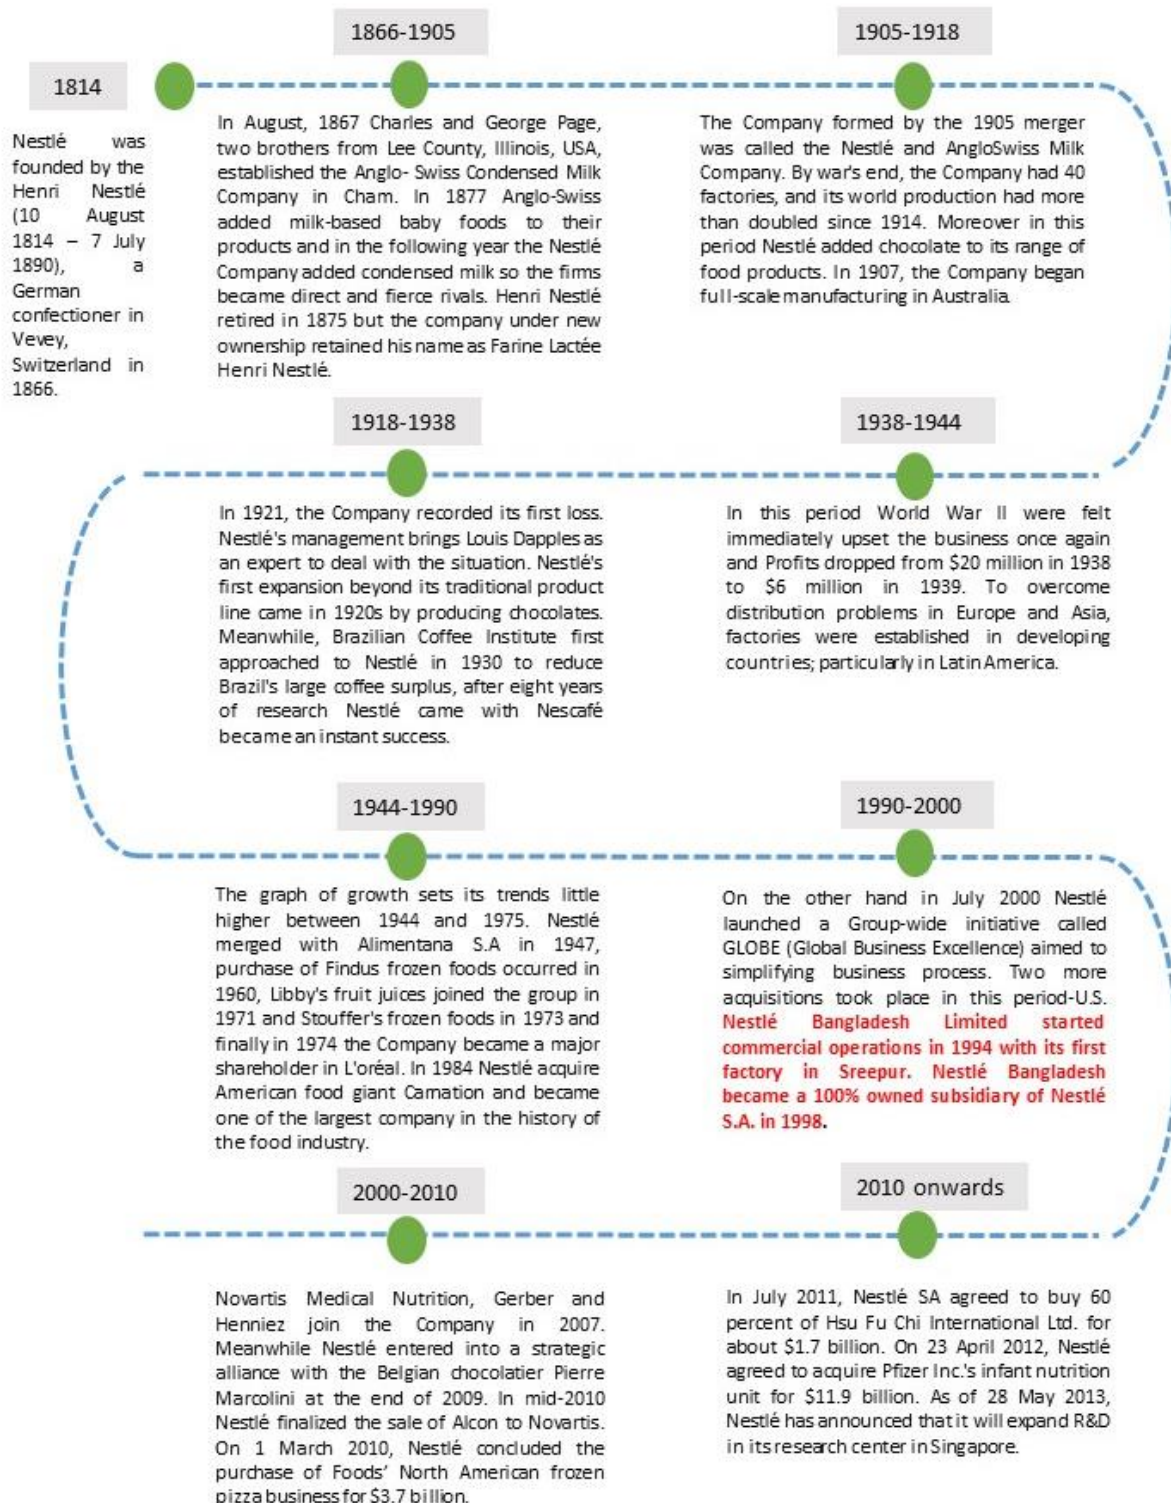 1866-1905
1905-1918
1814
Nestlé was
founded by the
Henri Nestlé
(10 August
1814 – 7 July
1890), a
German
confectioner in
Vevey,
Switzerland in
1866.
In August, 1867 Charles and George Page,
two brothers from Lee County, Illinois, USA,
established the Anglo- Swiss Condensed Milk
Company in Cham. In 1877 Anglo-Swiss
added milk-based baby foods to their
products and in the following year the Nestlé
Company added condensed milk so the firms
became direct and fierce rivals. Henri Nestlé
retired in 1875 but the company under new
ownership retained his name as Farine Lactée
Henri Nestlé.
The Company formed by the 1905 merger
was called the Nestlé and AngloSwiss Milk
Company. By war's end, the Company had 40
factories, and its world production had more
than doubled since 1914. Moreover in this
period Nestlé added chocolate to its range of
food products. In 1907, the Company began
full-scale manufacturing in Australia.
1918-1938
1938-1944
In 1921, the Company recorded its first loss.
Nestlé's management brings Louis Dapples as
an expert to deal with the situation. Nestlé's
first expansion beyond its traditional product
line came in 1920s by producing chocolates.
Meanwhile, Brazilian Coffee Institute first
approached to Nestlé in 1930 to reduce
Brazil's large coffee surplus, after eight years
of research Nestlé came with Nescafé
became an instant success.
In this period World War II were felt
immediately upset the business once again
and Profits dropped from $20 million in 1938
to $6 million in 1939. To overcome
distribution problems in Europe and Asia,
factories were established in developing
countries; particularly in Latin America.
1944-1990
1990-2000
The graph of growth sets its trends little
higher between 1944 and 1975. Nestlé
merged with Alimentana S.A in 1947,
purchase of Findus frozen foods occurred in
1960, Libby's fruit juices joined the group in
1971 and Stouffer's frozen foods in 1973 and
finally in 1974 the Company became a major
shareholder in L'oréal. In 1984 Nestlé acquire
American food giant Carnation and became
one of the largest company in the history of
the food industry.
On the other hand in July 2000 Nestlé
launched a Group-wide initiative called
GLOBE (Global Business Excellence) aimed to
simplifying business process. Two more
acquisitions took place in this period-U.S.
Nestlé Bangladesh Limited started
commercial operations in 1994 with its first
factory in Sreepur. Nestlé Bangladesh
became a 100% owned subsidiary of Nestlé
S.A. in 1998.
2000-2010
2010 onwards
Novartis Medical Nutrition, Gerber and
Henniez join the Company in 2007.
Meanwhile Nestlé entered into a strategic
alliance with the Belgian chocolatier Pierre
Marcolini at the end of 2009. In mid-2010
Nestlé finalized the sale of Alcon to Novartis.
On 1 March 2010, Nestlé concluded the
purchase of Foods’ North American frozen
pizza business for $3.7 billion.
In July 2011, Nestlé SA agreed to buy 60
percent of Hsu Fu Chi International Ltd. for
about $1.7 billion. On 23 April 2012, Nestlé
agreed to acquire Pfizer Inc.'s infant nutrition
unit for $11.9 billion. As of 28 May 2013,
Nestlé has announced that it will expand R&D
in its research center in Singapore.